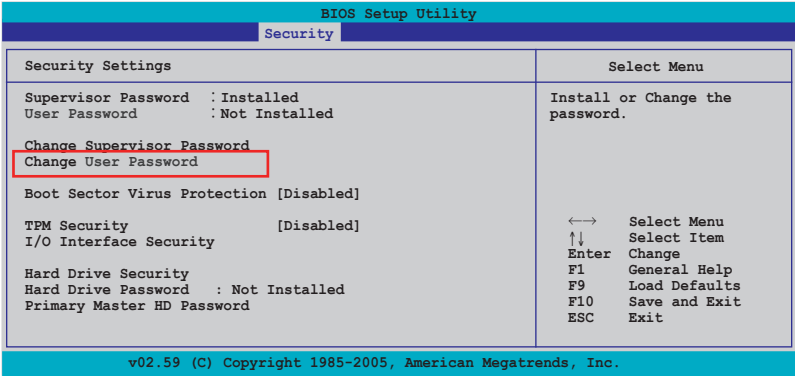 BIOS Setup Utility
Security
Security Settings
Supervisor Password : Installed
User Password : Not Installed
Change Supervisor Password
Change User Password
Boot Sector Virus Protection [Disabled]
TPM Security [Disabled]
I/O Interface Security
Hard Drive Security
Hard Drive Password : Not Installed
Primary Master HD Password
Select Menu
Install or Change the
password.
←→ Select Menu
↑↓ Select Item
Enter Change
F1 General Help
F9 Load Defaults
F10 Save and Exit
ESC Exit
v02.59 (C) Copyright 1985-2005, American Megatrends, Inc.